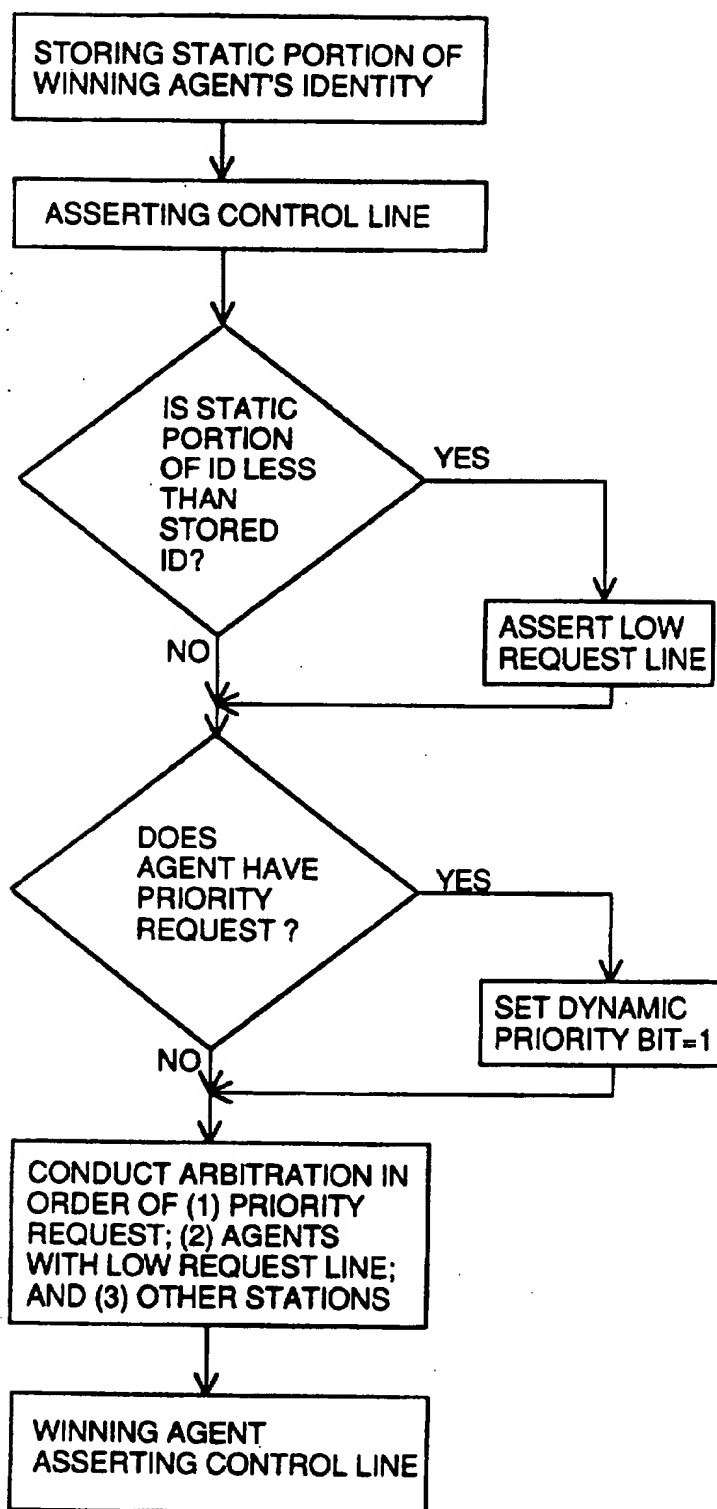 STORING STATIC PORTION OF
WINNING AGENT'S IDENTITY
ASSERTING CONTROL LINE
IS STATIC
PORTION
OF ID LESS
THAN
STORED
ID?
YES
ASSERT LOW
REQUEST LINE
NO
DOES
AGENT HAVE
PRIORITY
REQUEST ?
YES
SET DYNAMIC
PRIORITY BIT=1
NO
CONDUCT ARBITRATION IN
ORDER OF (1) PRIORITY
REQUEST; (2) AGENTS
WITH LOW REQUEST LINE;
AND (3) OTHER STATIONS
WINNING AGENT
ASSERTING CONTROL LINE